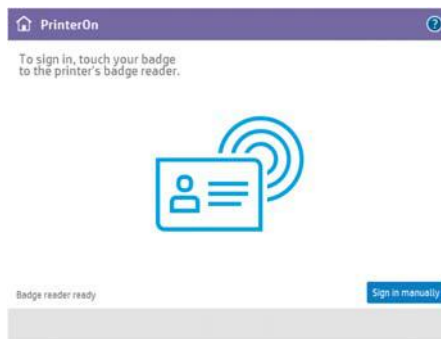 PrinterOn
?
To sign in, touch your badge
to the printer's badge reader.
Badge reader ready
Sign in manually